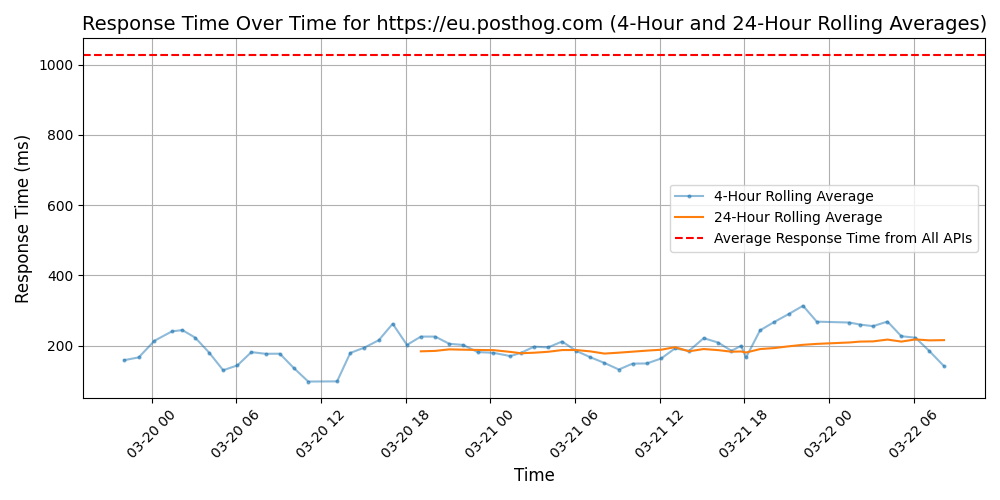 Response Time Over Time for https://eu.posthog.com (4-Hour and 24-Hour Rolling Averages)
Response Time (ms)
1000
800
600
400
200
4-Hour Rolling Average
24-Hour Rolling Average
Average Response Time from All APIs
03-20 00
03-20 06
03-20 12
03-20 18
03-21 00
03-21 06
03-21 12
03-21 18
03-22 00
03-22 06
Time